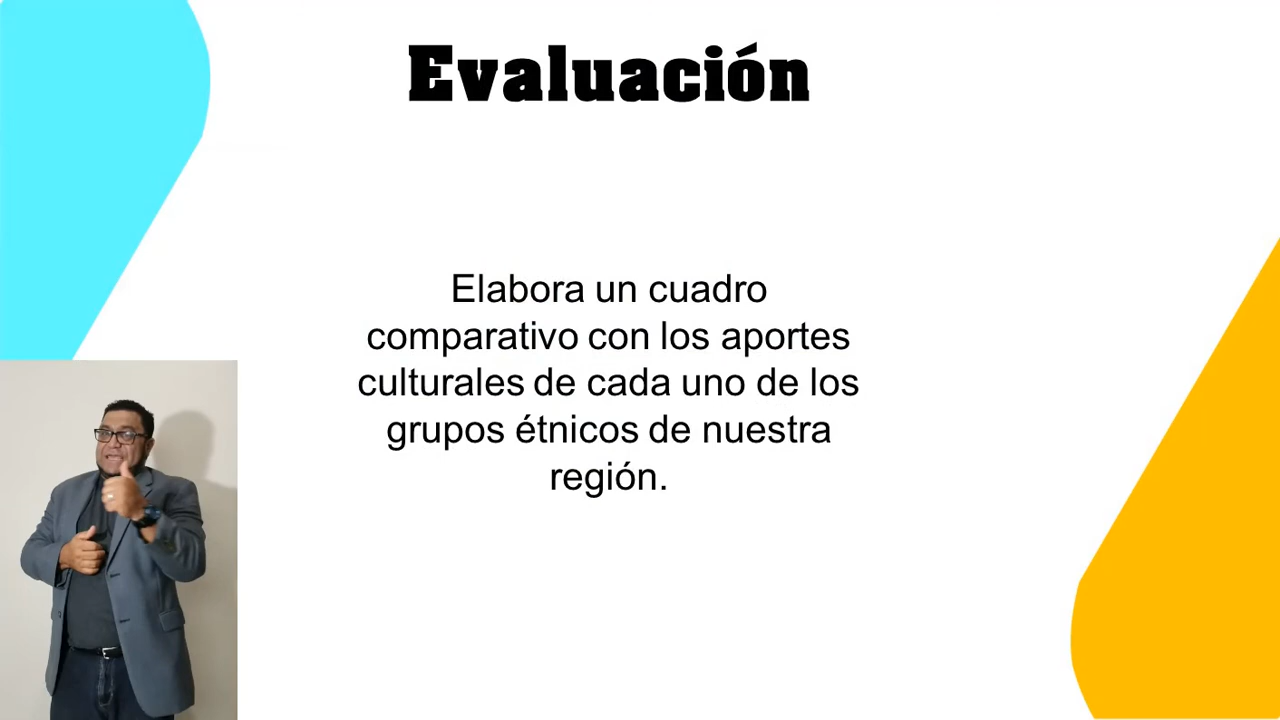 Evaluación
Elabora un cuadro
comparativo con los aportes
culturales de cada uno de los
grupos étnicos de nuestra
región.